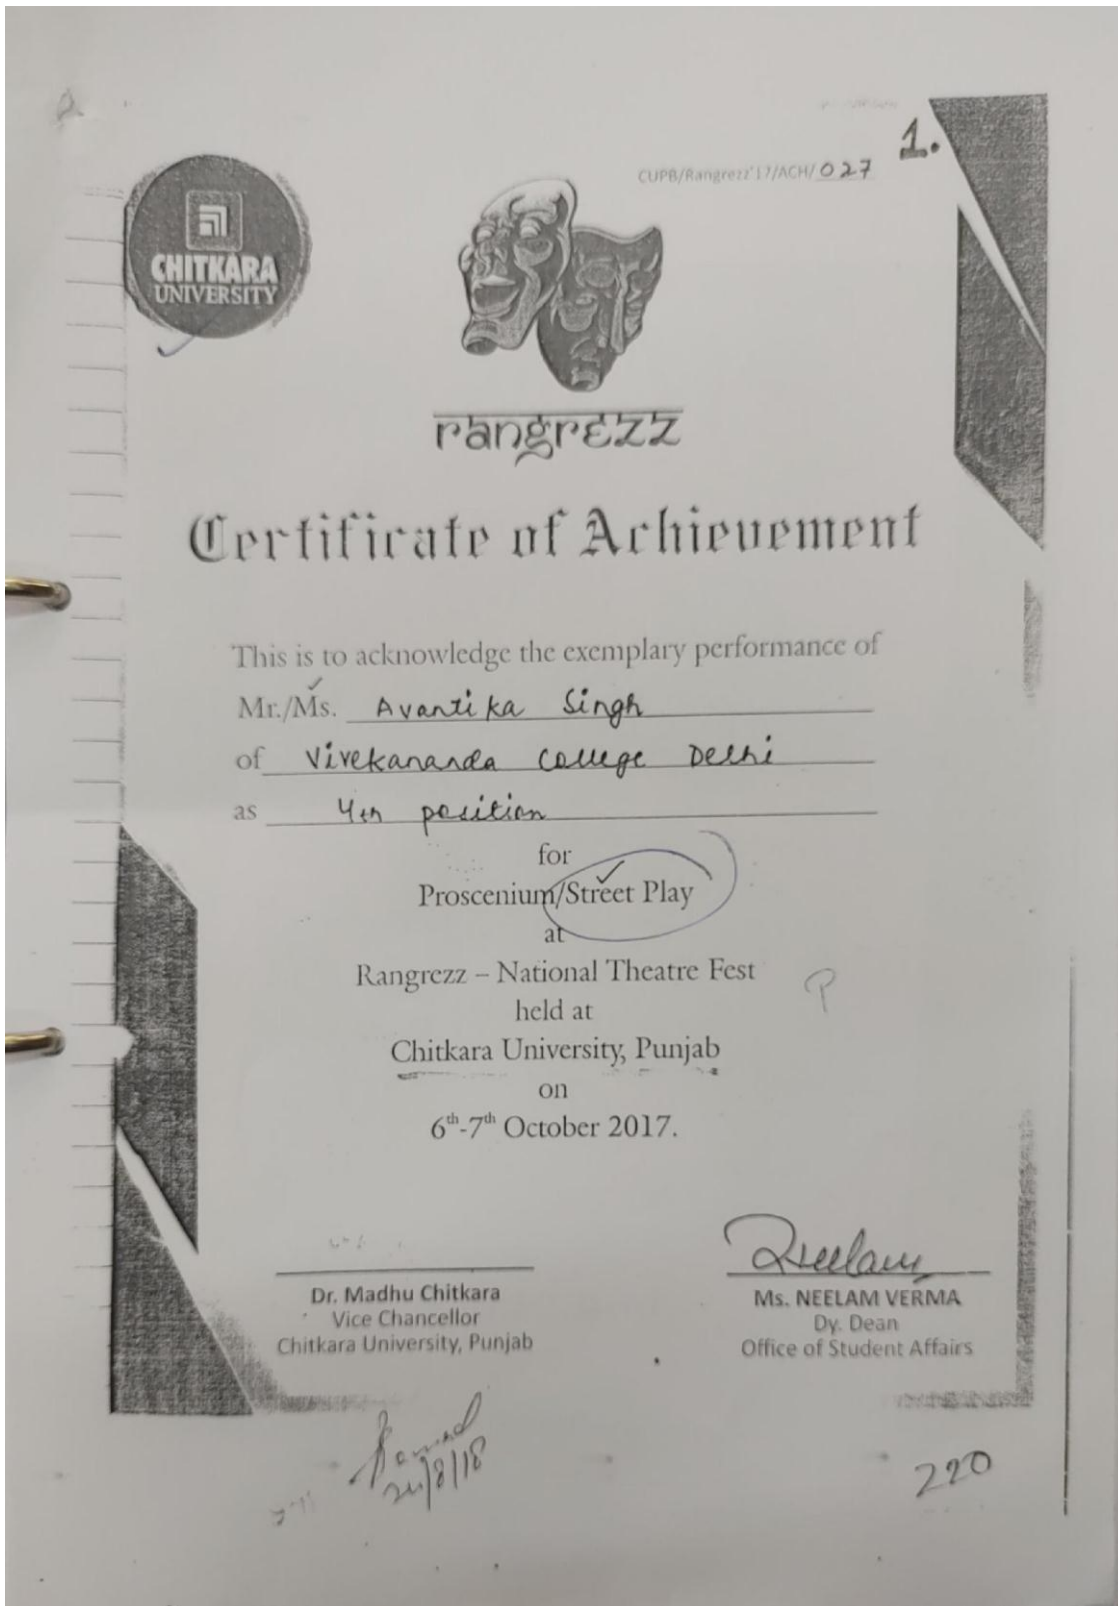 1.
CUPB/Rangrezz'17/ACH/027
CHITKARA
UNIVERSITY
rangrezz
Certificate of Achievement
This is to acknowledge the exemplary performance of
Mr./Ms. Avantika Singh
of Vivekananda College Delhi
as 4th position
for
Proscenium/Street Play
at
Rangrezz – National Theatre Fest
held at
Chitkara University, Punjab
on
6th-7th October 2017.
Neelam
Dr. Madhu Chitkara
Vice Chancellor
Chitkara University, Punjab
Ms. NEELAM VERMA
Dy. Dean
Office of Student Affairs
220